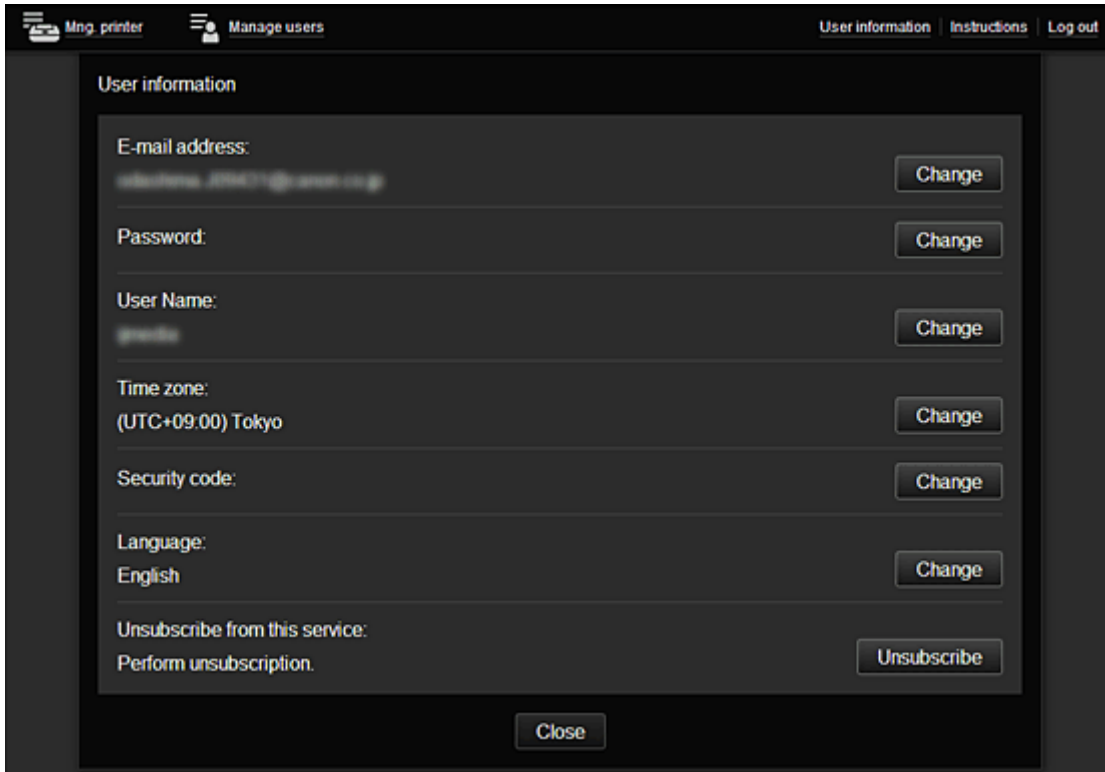 Mng. printer Manage users User information Instructions Log out
User information
E-mail address:
Change
Password:
Change
User Name:
Change
Time zone:
(UTC+09:00) Tokyo
Change
Security code:
Change
Language:
English
Change
Unsubscribe from this service:
Perform unsubscription.
Unsubscribe
Close